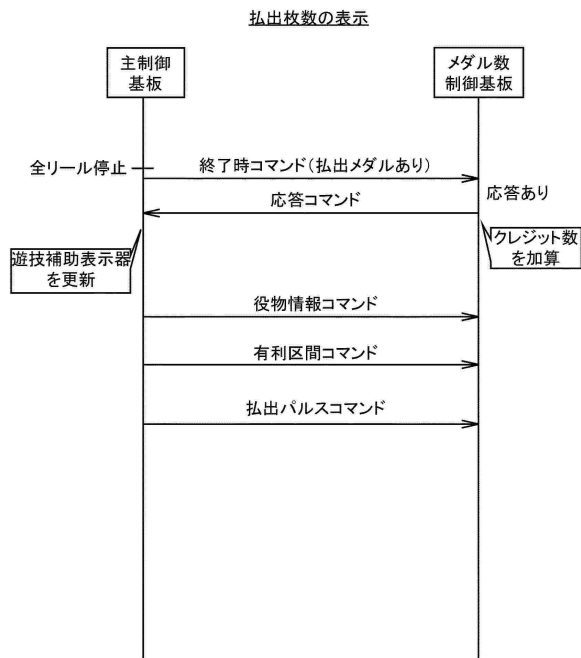 払出枚数の表示
主制御
基板
メダル数
制御基板
全リール停止
終了時コマンド(払出メダルあり)
応答あり
応答コマンド
遊技補助表示器
を更新
クレジット数
を加算
役物情報コマンド
有利区間コマンド
払出パルスコマンド